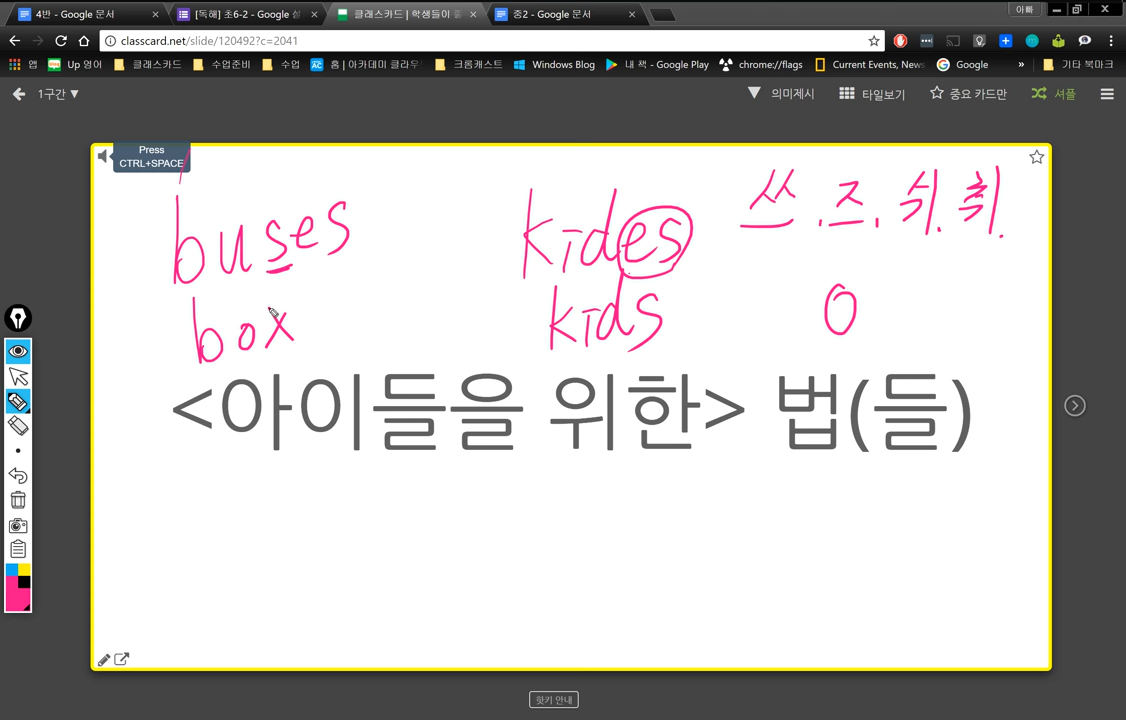 4반 - Google 문서
[독해] 초6-2 - Google 설
클래스카드 | 학생들이 좋
중2 - Google 문서
아빠
classcard.net/slide/120492?c=2041
앱
Up 영어
클래스카드
수업준비
수업
홈 | 아카데미 클라우
크롬캐스트
Windows Blog
내 책 - Google Play
chrome://flags
Current Events, News
Google
»
기타 북마크
1구간 ▼
의미제시
타일보기
중요 카드만
셔플
Press
CTRL+SPACE
buses
kides
쓰.즈.쉬.취.
box
kids
O
<아이들을 위한> 법(들)
핫키 안내